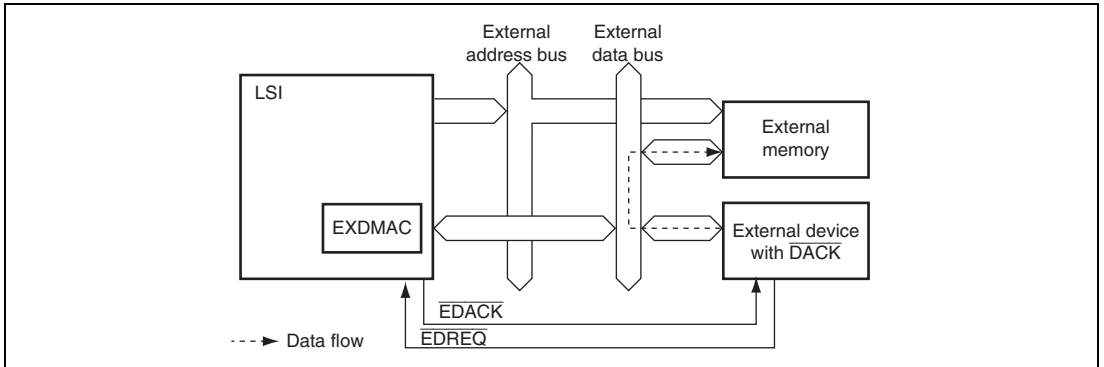 External
address bus
External
data bus
LSI
External
memory
EXDMAC
External device
with DACK
EDACK
EDREQ
Data flow